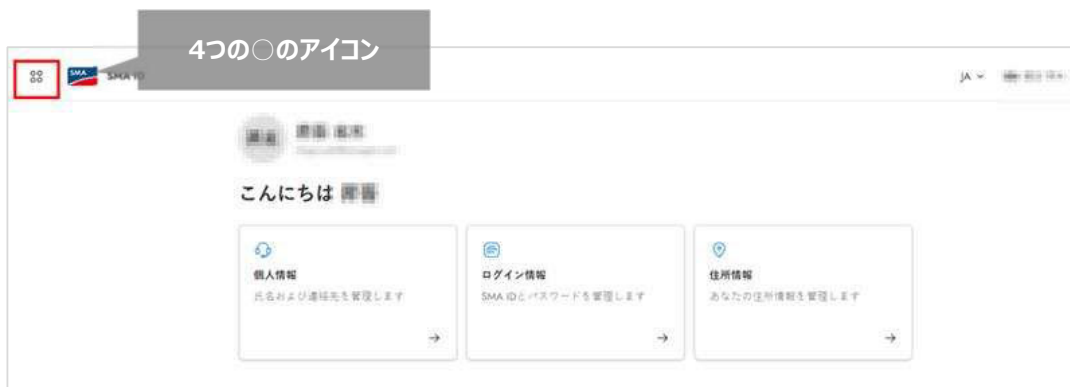 4つの○のアイコン
SMA SMA ID
JA
こんにちは
個人情報
氏名および連絡先を管理します
ログイン情報
SMA IDとパスワードを管理します
住所情報
あなたの住所情報を管理します